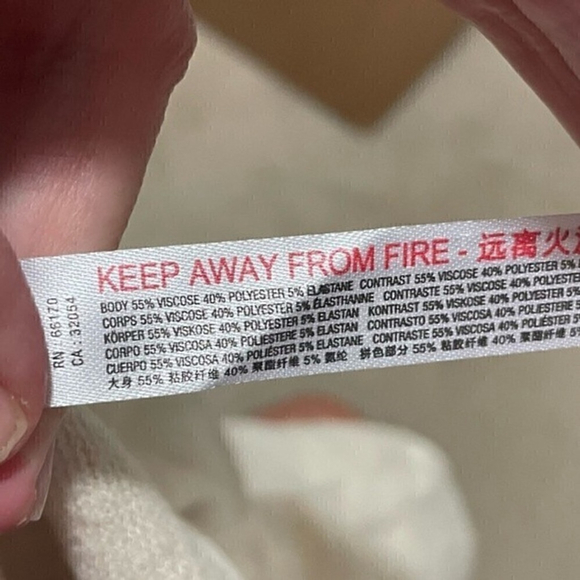 KEEP AWAY FROM FIRE - 远离火
BODY 55% VISCOSE 40% POLYESTER 5% ELASTANE CONTRAST 55% VISCOSE 40% POLYESTER 5%
CORPS 55% VISCOSE 40% POLYESTER 5% ÉLASTHANNE CONTRASTE 55% VISCOSE 40% POLYESTER
KÖRPER 55% VISKOSE 40% POLYESTER 5% ELASTAN KONTRAST 55% VISKOSE 40% POLYESTER
CORPO 55% VISCOSA 40% POLIESTERE 5% ELASTAN CONTRASTO 55% VISCOSA 40% POLIESTERE
CUERPO 55% VISCOSA 40% POLIÉSTER 5% ELASTANE CONTRASTE 55% VISCOSA 40% POLIÉSTER
大身 55% 粘胶纤维 40% 聚酯纤维 5% 氨纶 拼色部分 55% 粘胶纤维 40% 聚酯纤维
RN 66170
CA 32054